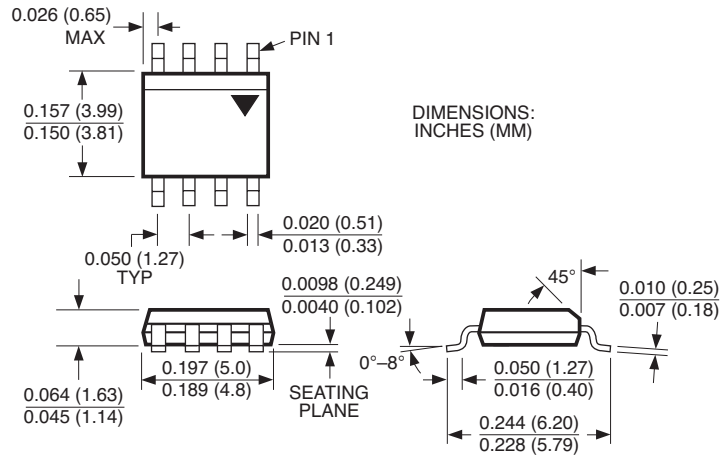 0.026 (0.65)
MAX
PIN 1
0.157 (3.99)
0.150 (3.81)
DIMENSIONS:
INCHES (MM)
0.020 (0.51)
0.013 (0.33)
0.050 (1.27)
TYP
0.0098 (0.249)
0.0040 (0.102)
45°
0.010 (0.25)
0.007 (0.18)
0°–8°
0.197 (5.0)
0.189 (4.8)
SEATING
PLANE
0.050 (1.27)
0.016 (0.40)
0.064 (1.63)
0.045 (1.14)
0.244 (6.20)
0.228 (5.79)